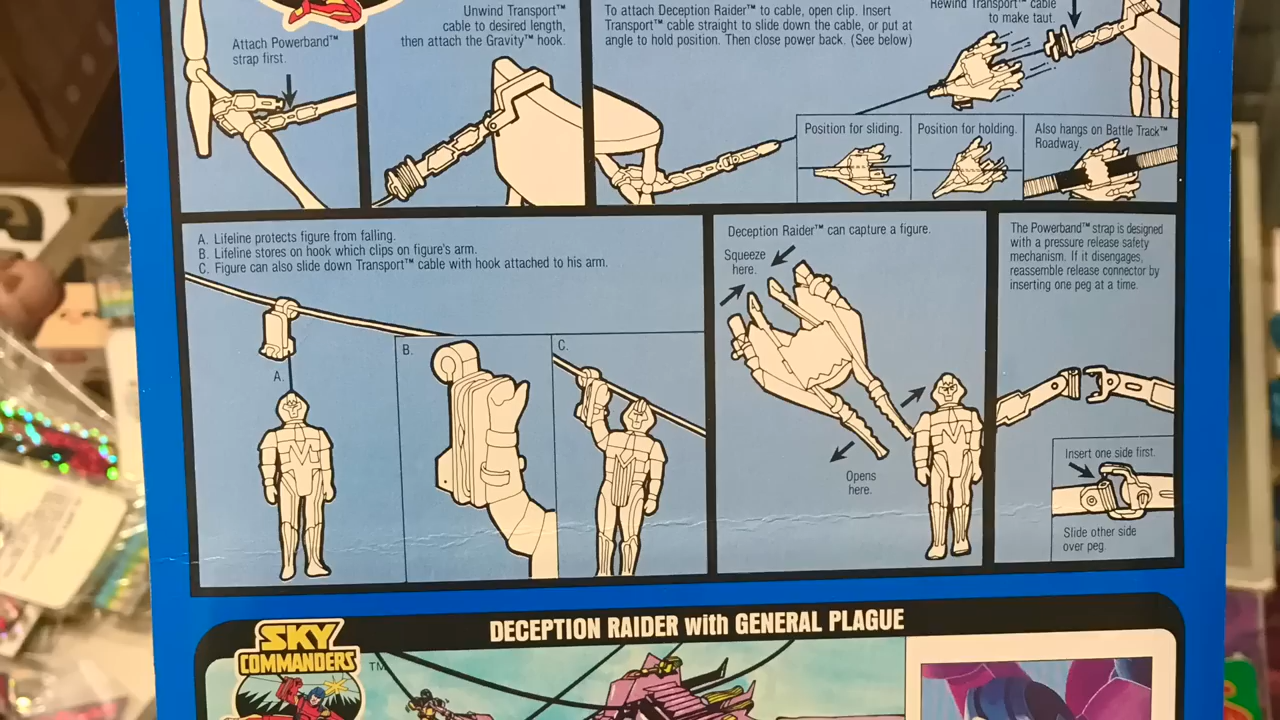 Attach Powerband™
strap first.
Unwind Transport™
cable to desired length,
then attach the Gravity™ hook.
To attach Deception Raider™ to cable, open clip. Insert
Transport™ cable straight to slide down the cable, or put at
angle to hold position. Then close power back. (See below)
Rewind Transport™ cable
to make taut.
Position for sliding.
Position for holding.
Also hangs on Battle Track™
Roadway.
A. Lifeline protects figure from falling.
B. Lifeline stores on hook which clips on figure's arm.
C. Figure can also slide down Transport™ cable with hook attached to his arm.
A.
B.
C.
Deception Raider™ can capture a figure.
Squeeze
here.
Opens
here.
The Powerband™ strap is designed
with a pressure release safety
mechanism. If it disengages,
reassemble release connector by
inserting one peg at a time.
Insert one side first.
Slide other side
over peg.
DECEPTION RAIDER with GENERAL PLAGUE
SKY
COMMANDERS
TM